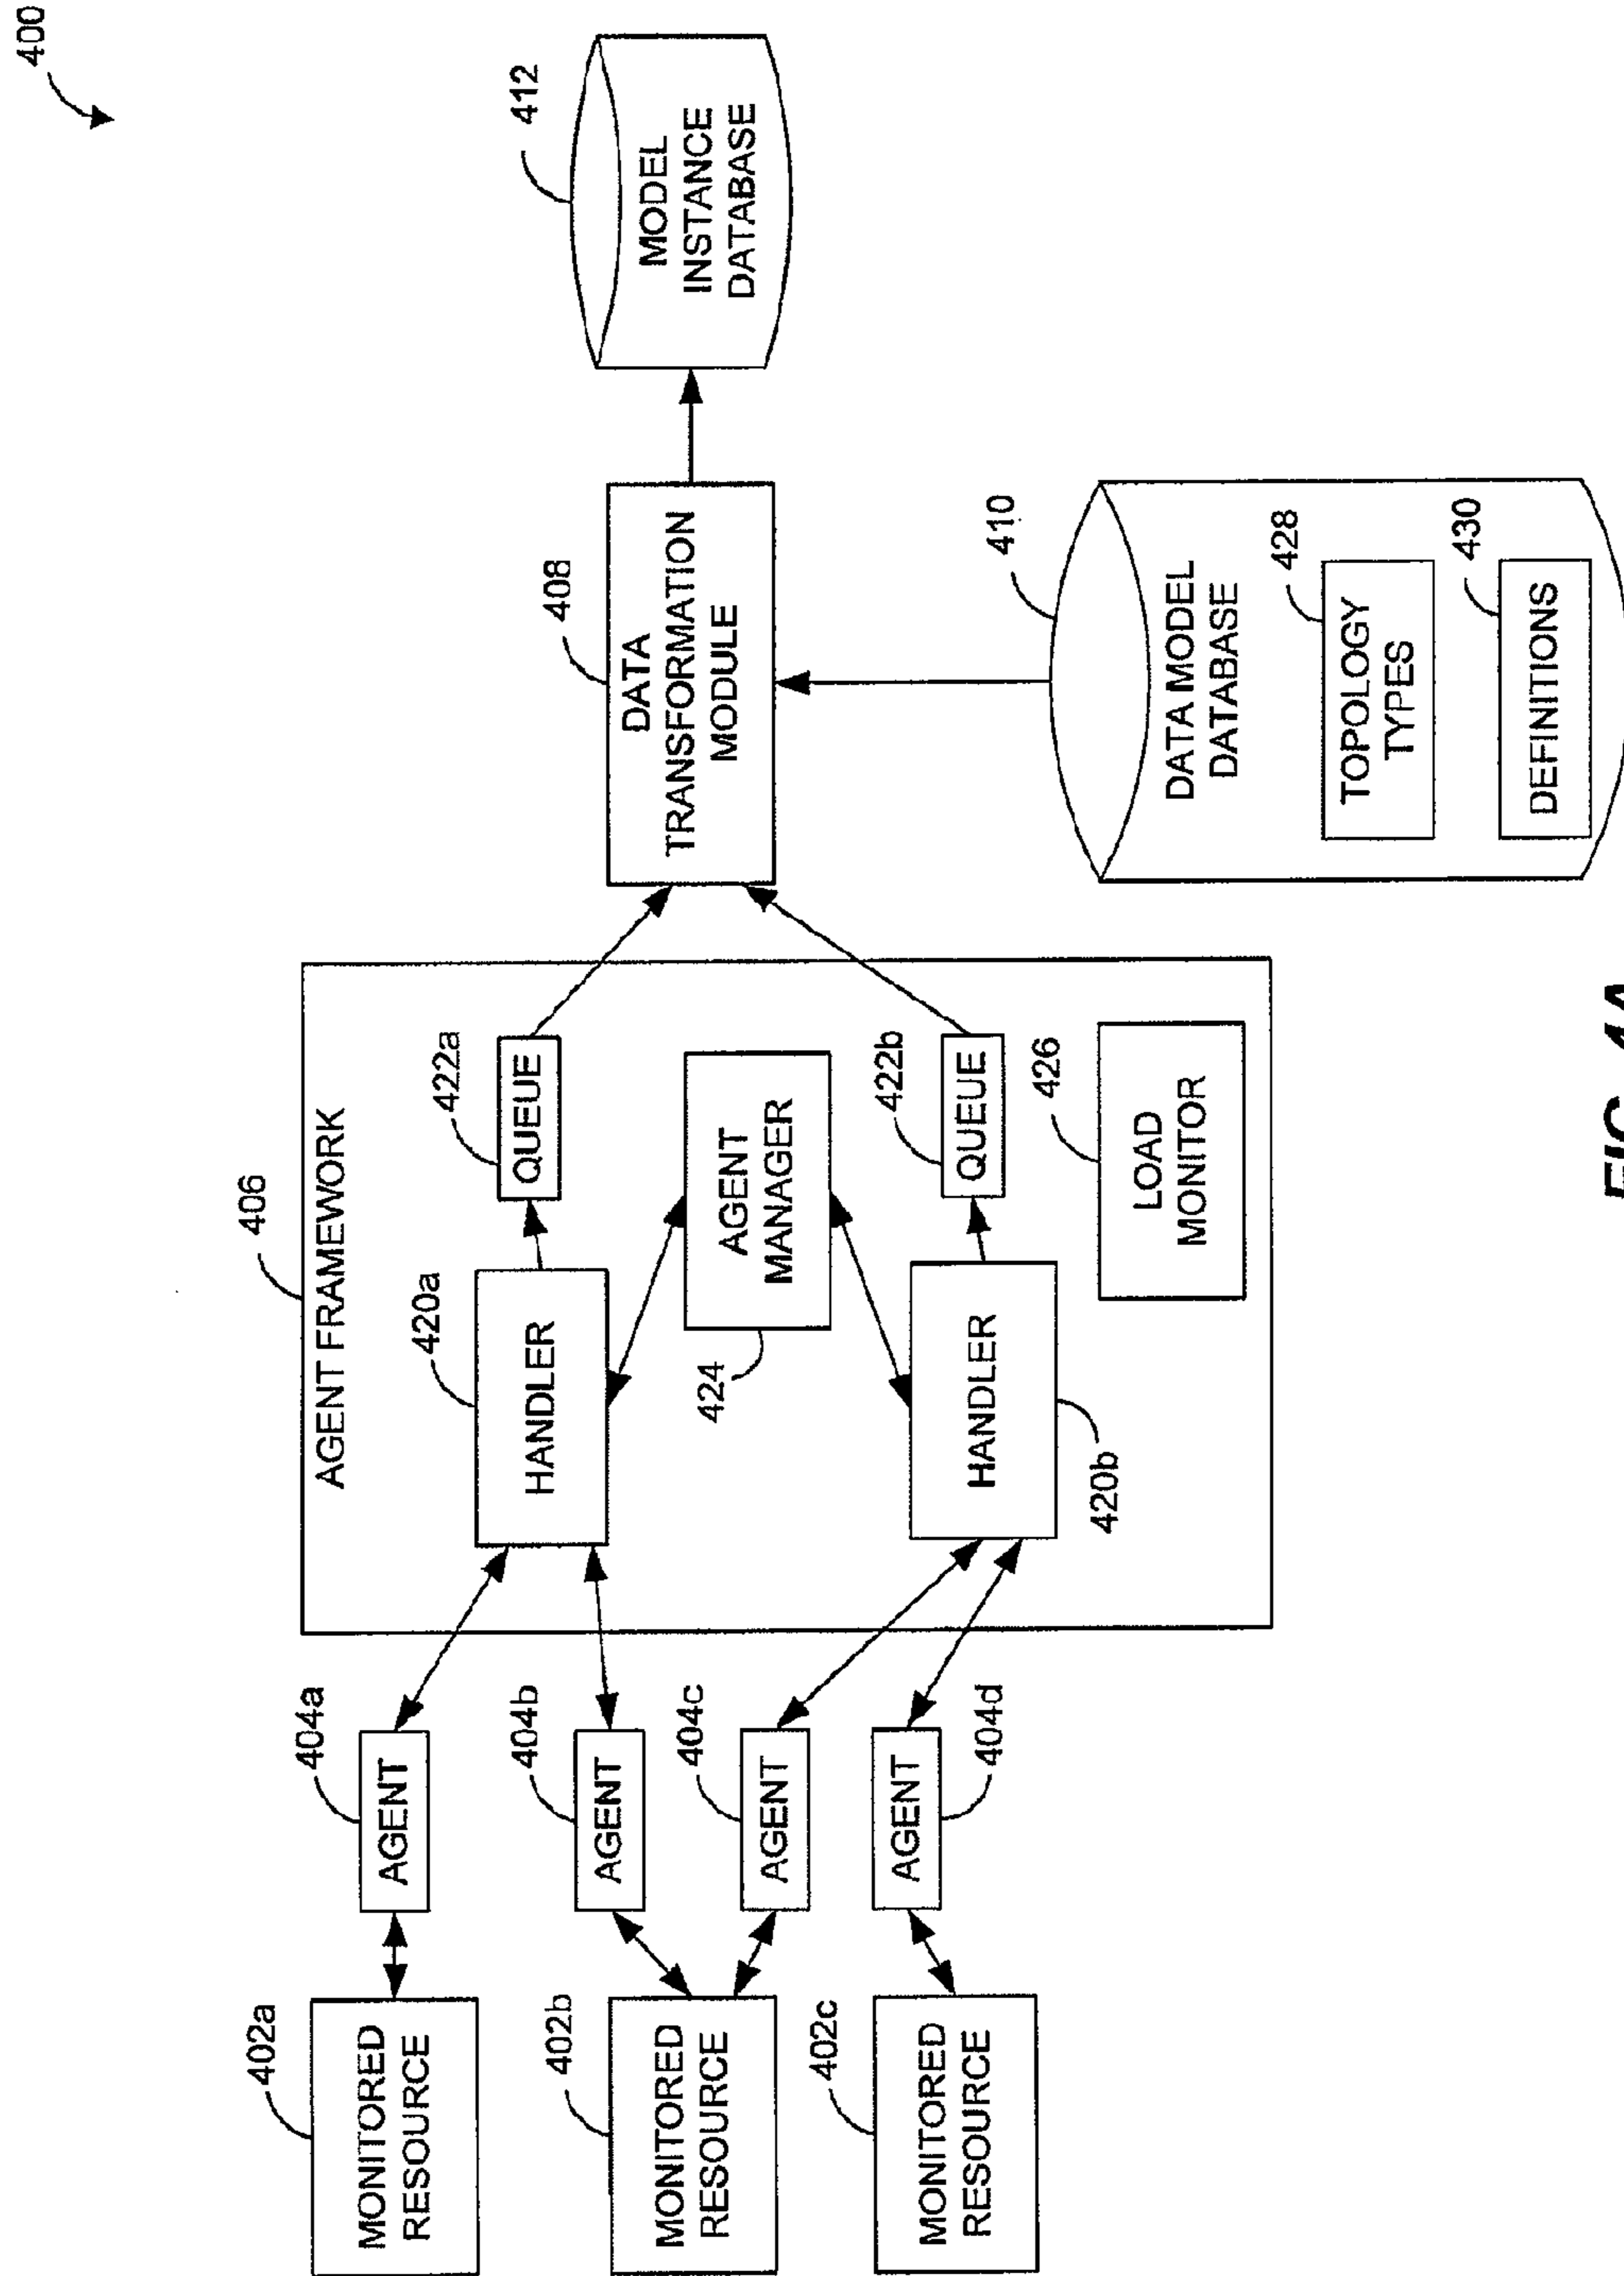 400
402a
MONITORED
RESOURCE
402b
MONITORED
RESOURCE
402c
MONITORED
RESOURCE
404a
AGENT
404b
AGENT
404c
AGENT
AGENT
404d
406
AGENT FRAMEWORK
420a
HANDLER
422a
QUEUE
AGENT
MANAGER
424
HANDLER
420b
422b
QUEUE
426
LOAD
MONITOR
408
DATA
TRANSFORMATION
MODULE
412
MODEL
INSTANCE
DATABASE
410
DATA MODEL
DATABASE
428
TOPOLOGY
TYPES
430
DEFINITIONS
FIG. 4A